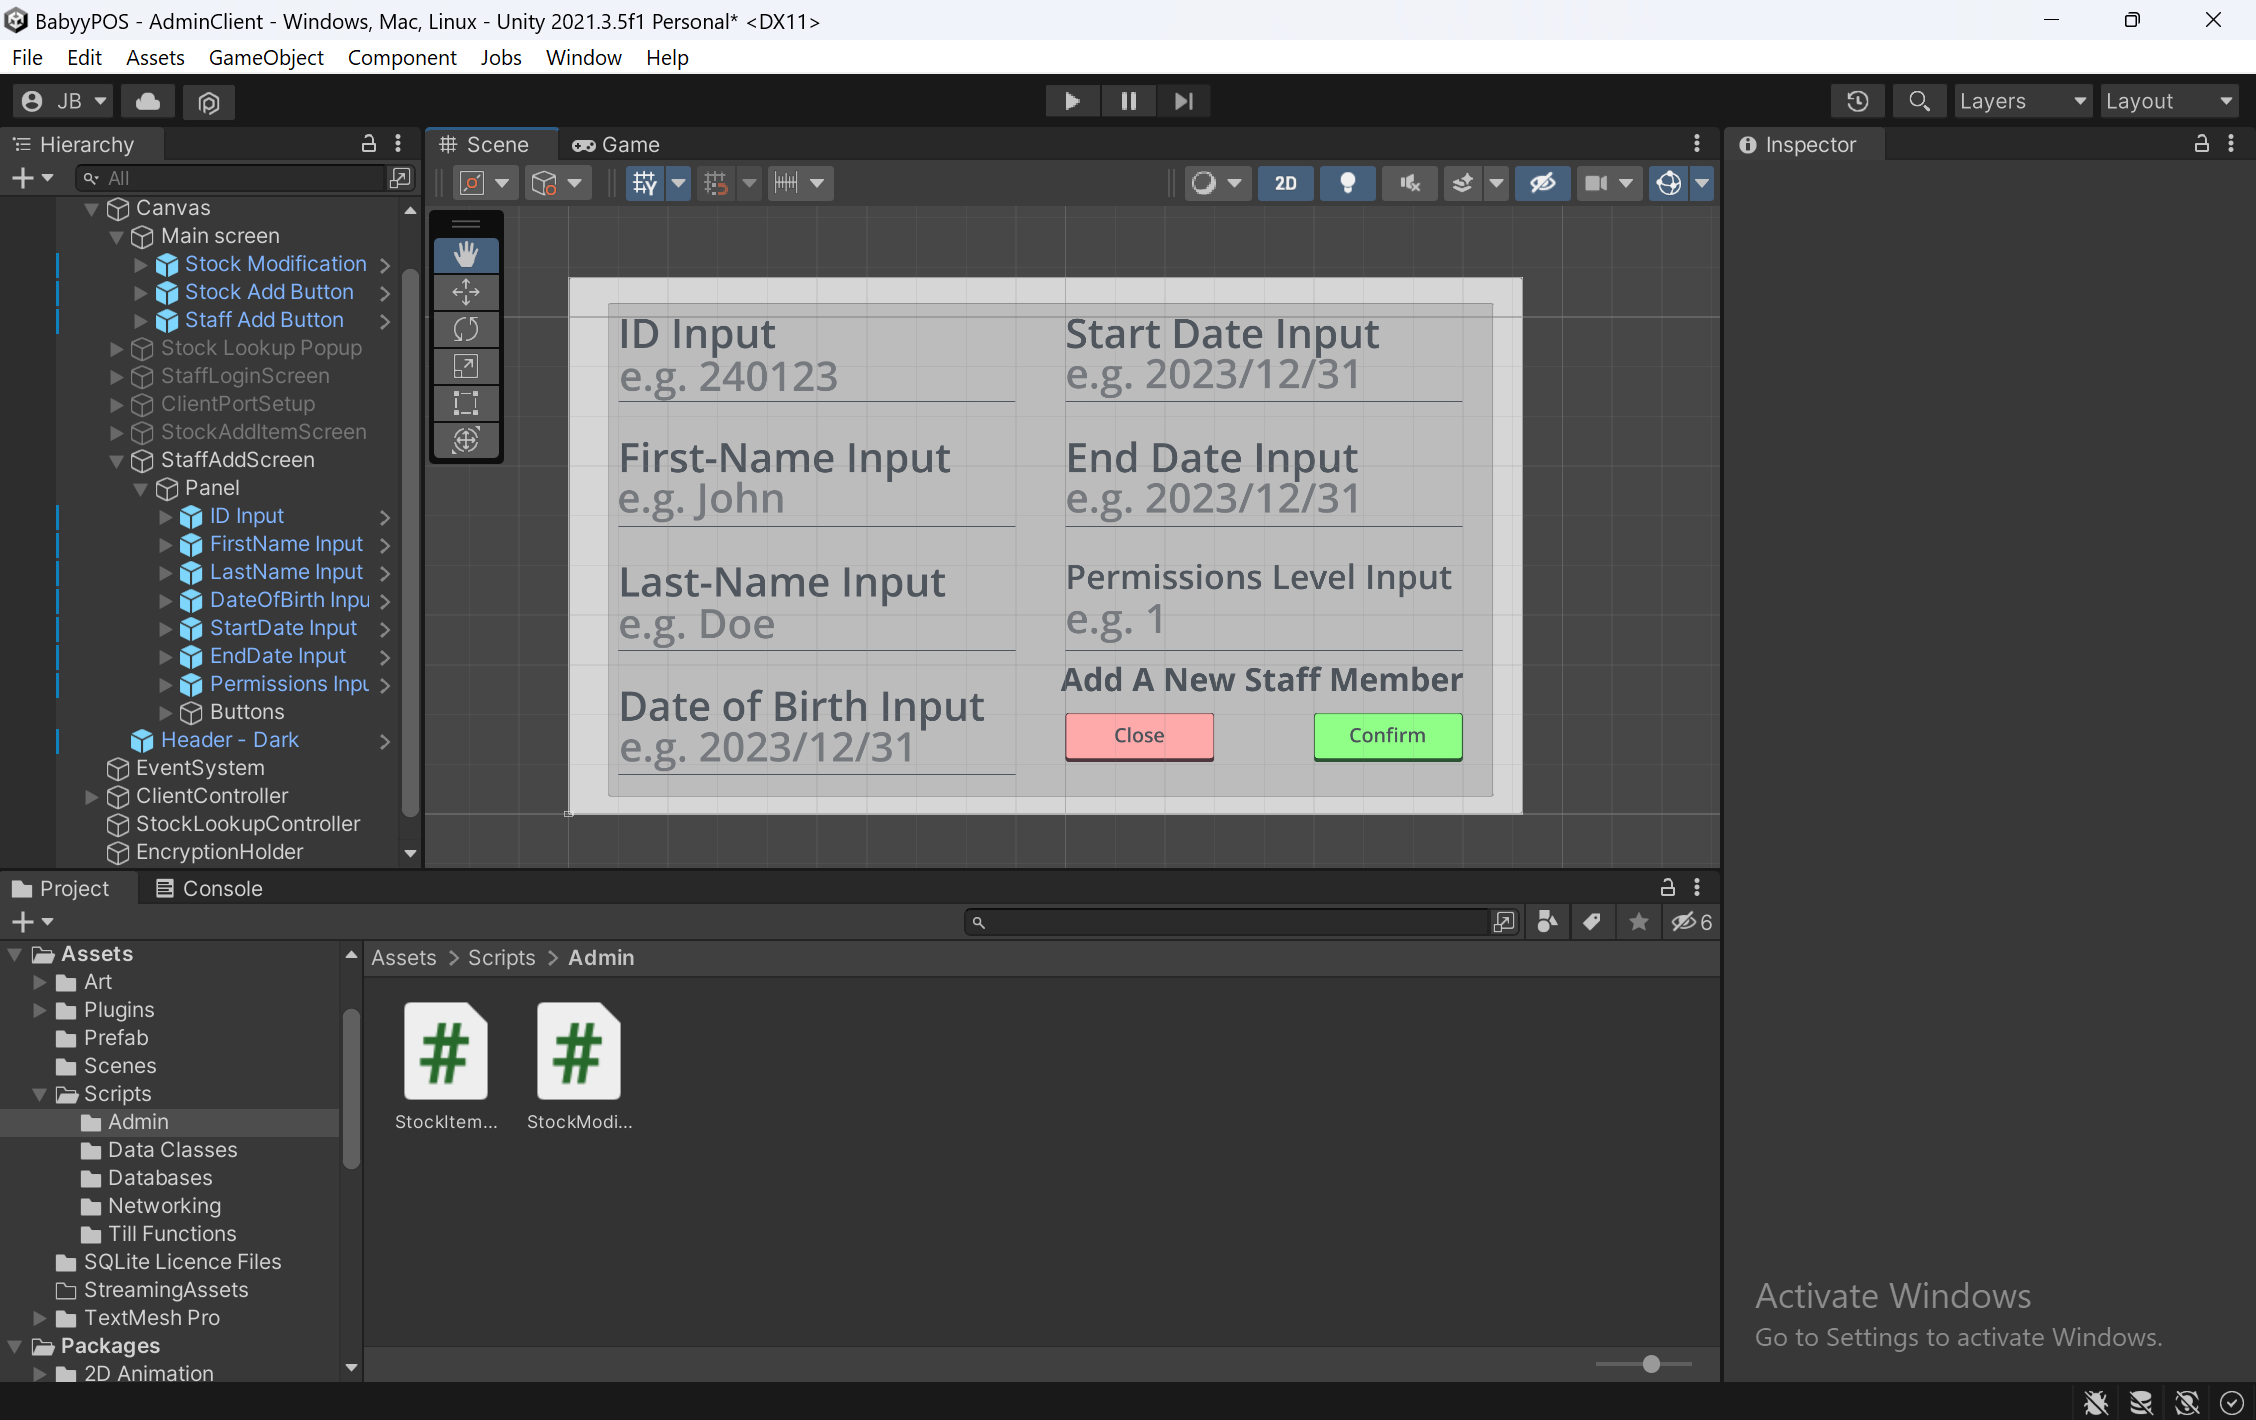 BabyyPOS - AdminClient - Windows, Mac, Linux - Unity 2021.3.5f1 Personal* <DX11>
File Edit Assets GameObject Component Jobs Window Help
JB
Layers
Layout
Hierarchy
All
Canvas
Main screen
Stock Modification
Stock Add Button
Staff Add Button
Stock Lookup Popup
StaffLoginScreen
ClientPortSetup
StockAddItemScreen
StaffAddScreen
Panel
ID Input
FirstName Input
LastName Input
DateOfBirth Inpu
StartDate Input
EndDate Input
Permissions Inpu
Buttons
Header - Dark
EventSystem
ClientController
StockLookupController
EncryptionHolder
Scene
Game
2D
ID Input
e.g. 240123
First-Name Input
e.g. John
Last-Name Input
e.g. Doe
Date of Birth Input
e.g. 2023/12/31
Start Date Input
e.g. 2023/12/31
End Date Input
e.g. 2023/12/31
Permissions Level Input
e.g. 1
Add A New Staff Member
Close
Confirm
Inspector
Project
Console
6
Assets
Art
Plugins
Prefab
Scenes
Scripts
Admin
Data Classes
Databases
Networking
Till Functions
SQLite Licence Files
StreamingAssets
TextMesh Pro
Packages
2D Animation
Assets > Scripts > Admin
StockItem...
StockModi...
Activate Windows
Go to Settings to activate Windows.